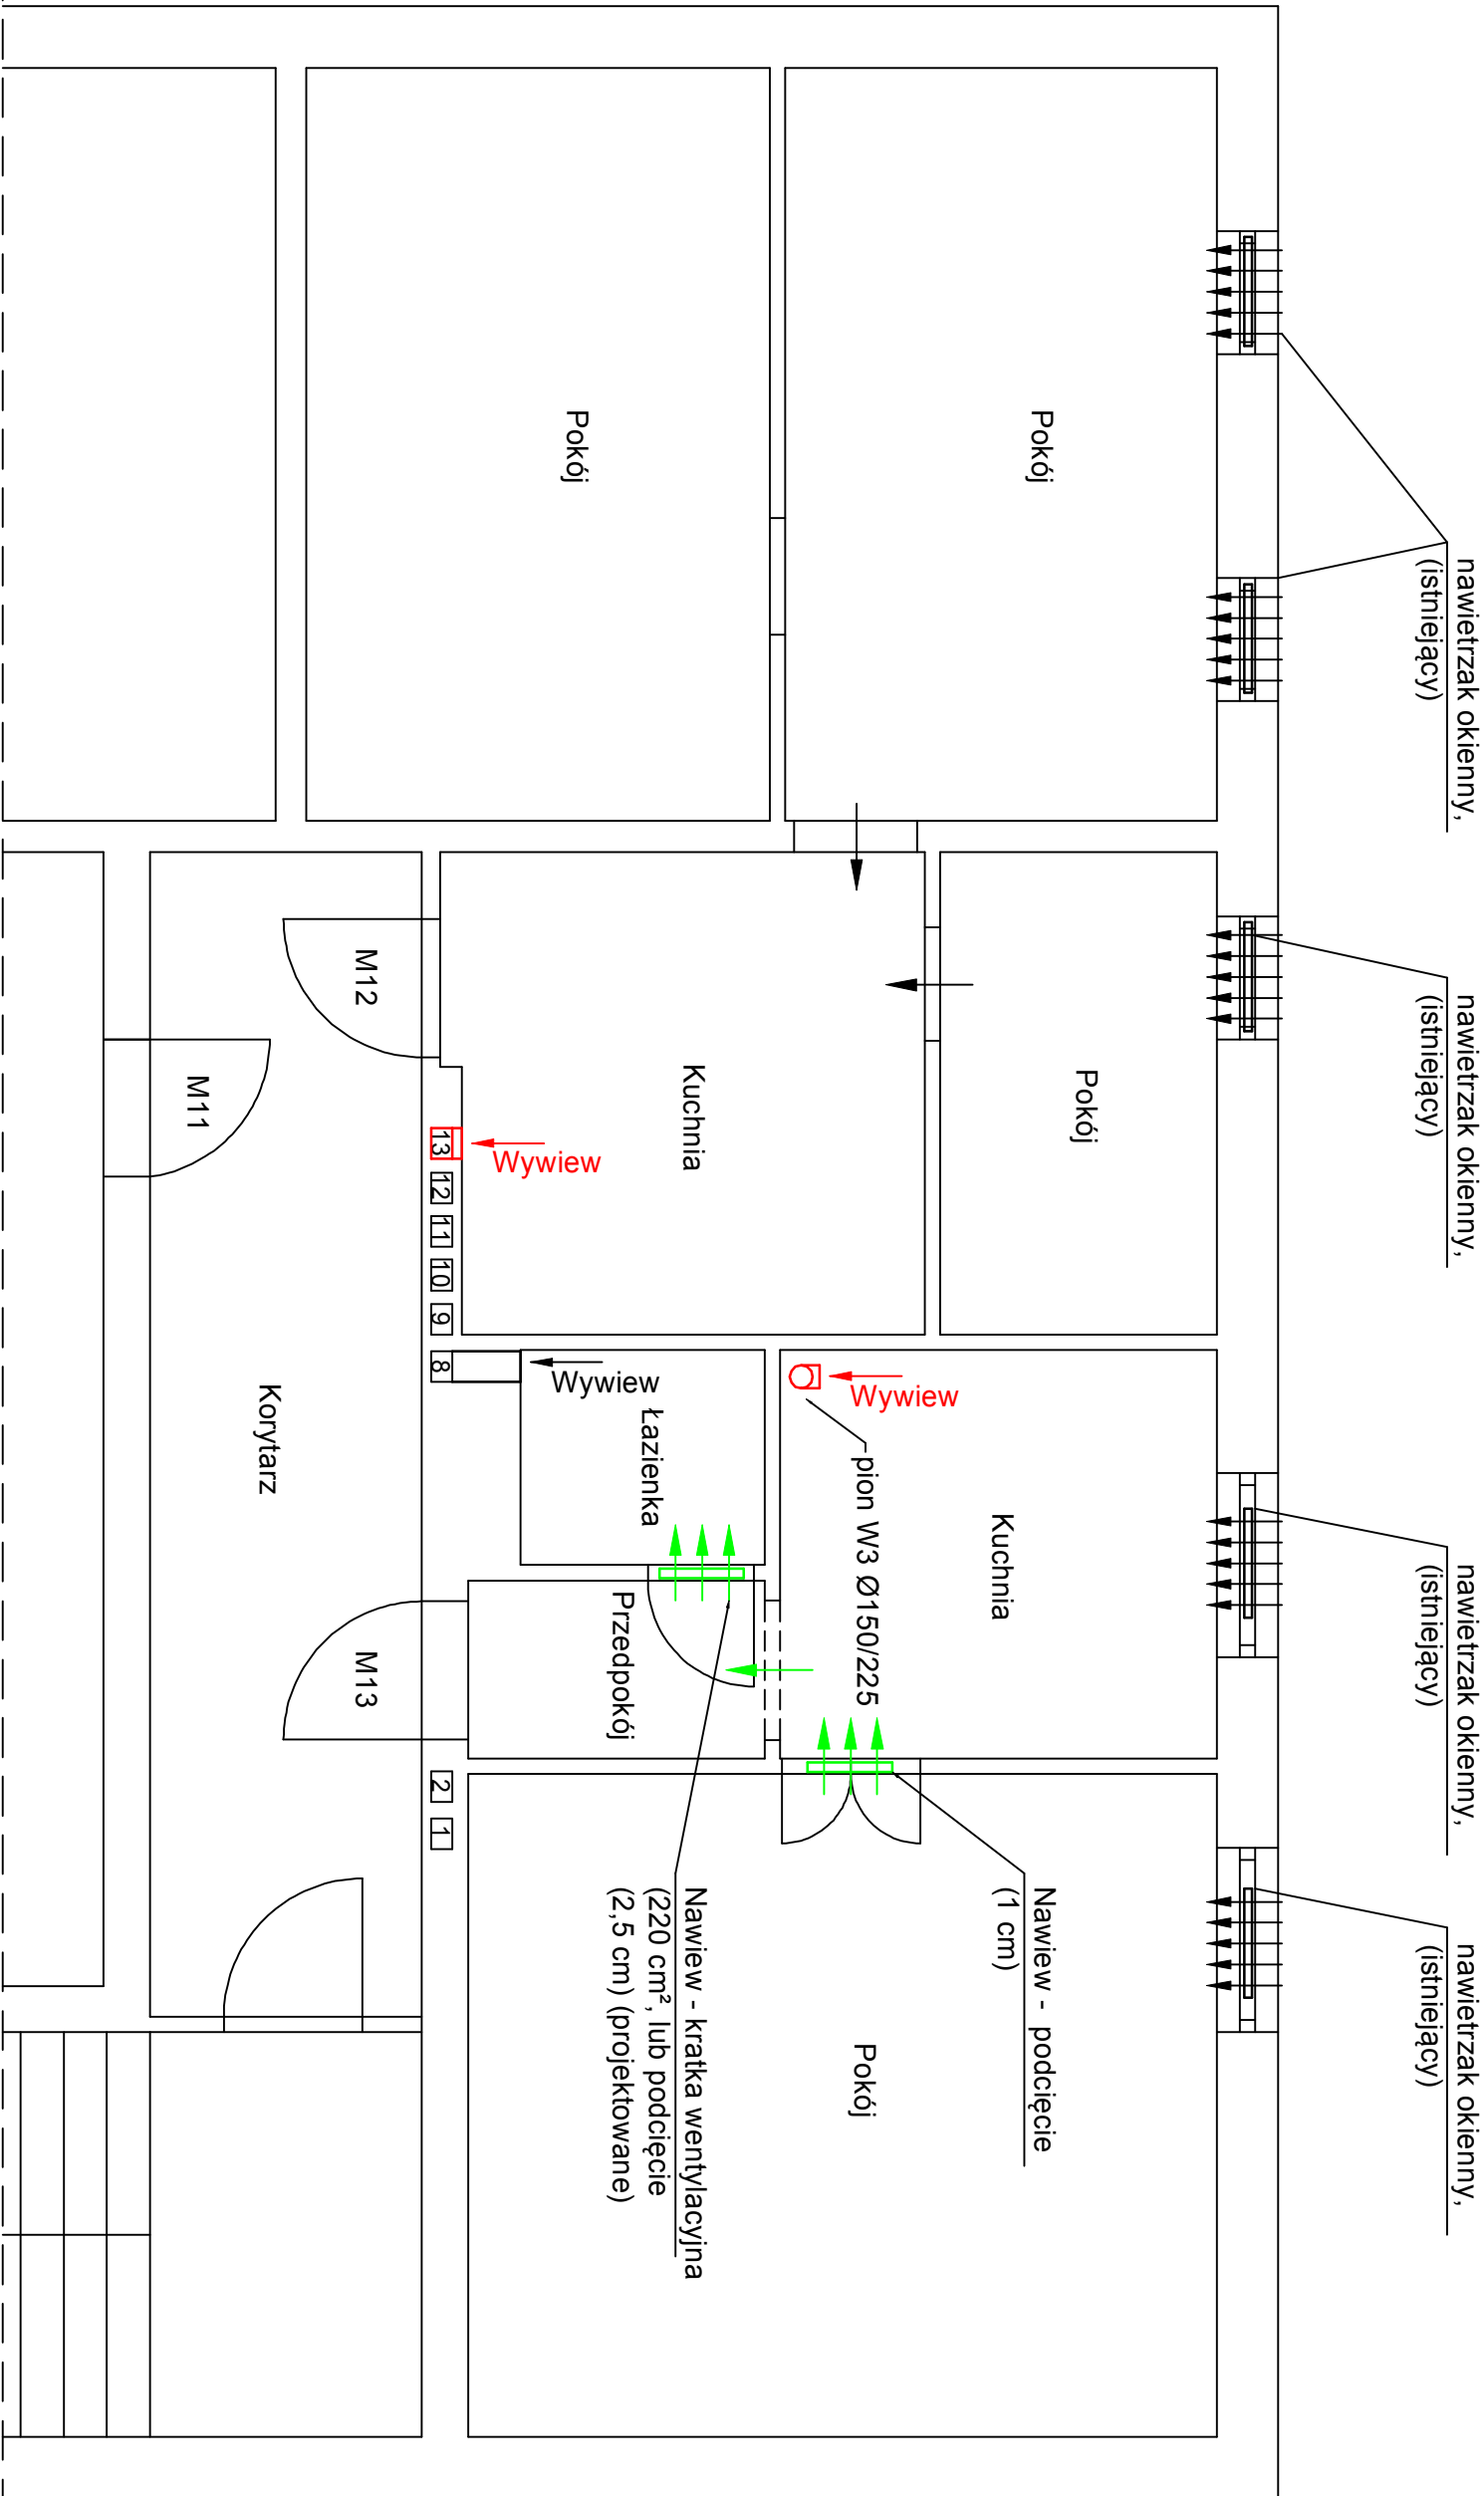 nawietrzak okienny,
(istniejący)
nawietrzak okienny,
(istniejący)
nawietrzak okienny,
(istniejący)
nawietrzak okienny,
(istniejący)
Pokój
Pokój
Pokój
Kuchnia
Kuchnia
Wywiew
pion W3 Ø150/225
Nawiew - podcięcie
(1 cm)
Pokój
Wywiew
Wywiew
Łazienka
Przedpokój
Nawiew - kratka wentylacyjna
(220 cm², lub podcięcie
(2,5 cm) (projektowane)
13
12
11
10
9
8
2
1
M12
M13
M11
Korytarz